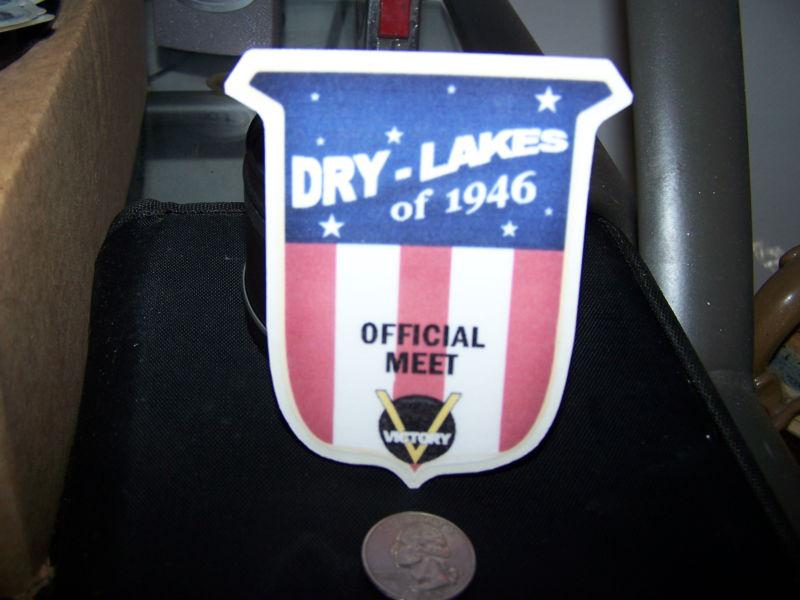 DRY-LAKES
of 1946
OFFICIAL
MEET
VICTORY